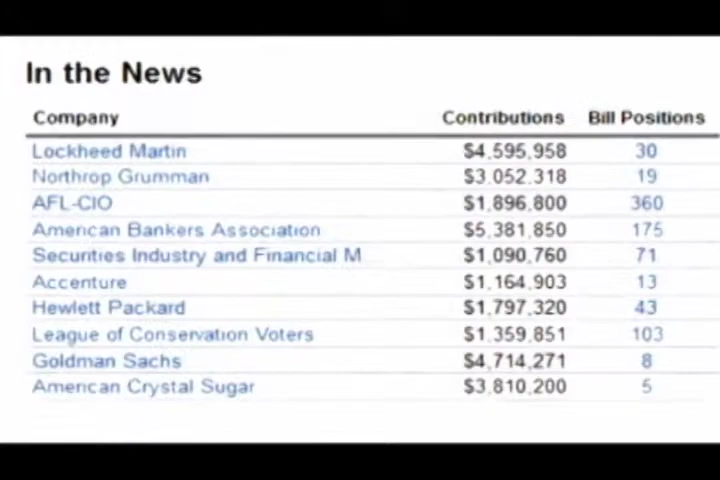 In the News
Company Contributions Bill Positions
Lockheed Martin $4,595,958 30
Northrop Grumman $3,052,318 19
AFL-CIO $1,896,800 360
American Bankers Association $5,381,850 175
Securities Industry and Financial M $1,090,760 71
Accenture $1,164,903 13
Hewlett Packard $1,797,320 43
League of Conservation Voters $1,359,851 103
Goldman Sachs $4,714,271 8
American Crystal Sugar $3,810,200 5